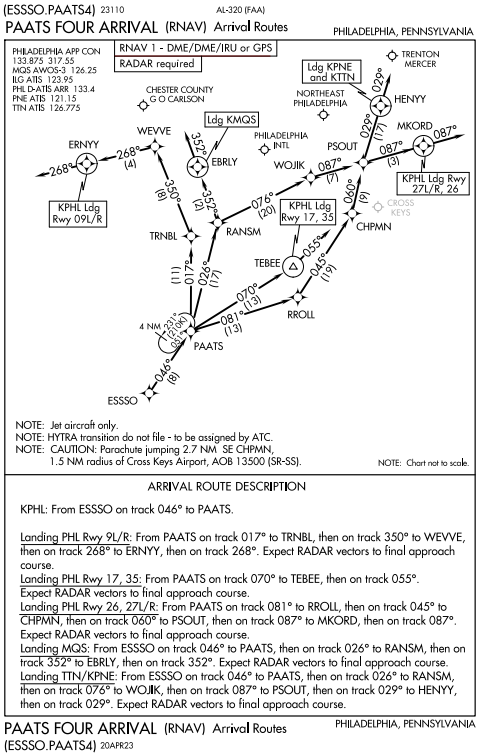 (ESSSO.PAATS4) 23110
AL-320 (FAA)
PAATS FOUR ARRIVAL (RNAV) Arrival Routes
PHILADELPHIA, PENNSYLVANIA
PHILADELPHIA APP CON
133.875 317.55
MQS AWOS-3 126.25
ILG ATIS 123.95
PHL D-ATIS ARR 133.4
PNE ATIS 121.15
TTN ATIS 126.775
RNAV 1 - DME/DME/IRU or GPS
RADAR required
Ldg KPNE
and KTTN
TRENTON
MERCER
029°
CHESTER COUNTY
G O CARLSON
NORTHEAST
PHILADELPHIA
HENYY
Ldg KMQS
029°
(17)
MKORD
WEVVE
352°
PHILADELPHIA
INTL
PSOUT
087°
ERNYY
268°
268°
(4)
EBRLY
WOJIK
087°
(7)
087°
(3)
KPHL Ldg
Rwy 09L/R
350°
(8)
352°
(2)
076°
(20)
KPHL Ldg
Rwy 17, 35
060°
(9)
KPHL Ldg Rwy
27L/R, 26
CROSS
KEYS
TRNBL
RANSM
CHPMN
TEBEE
055°
017°
(11)
026°
(17)
045°
(19)
070°
(13)
RROLL
4 NM
231°
(210K)
051°
081°
(13)
PAATS
046°
(8)
ESSSO
NOTE: Jet aircraft only.
NOTE: HYTRA transition do not file - to be assigned by ATC.
NOTE: CAUTION: Parachute jumping 2.7 NM SE CHPMN,
1.5 NM radius of Cross Keys Airport, AOB 13500 (SR-SS).
NOTE: Chart not to scale.
ARRIVAL ROUTE DESCRIPTION
KPHL: From ESSSO on track 046° to PAATS.
Landing PHL Rwy 9L/R: From PAATS on track 017° to TRNBL, then on track 350° to WEVVE,
then on track 268° to ERNYY, then on track 268°. Expect RADAR vectors to final approach
course.
Landing PHL Rwy 17, 35: From PAATS on track 070° to TEBEE, then on track 055°.
Expect RADAR vectors to final approach course.
Landing PHL Rwy 26, 27L/R: From PAATS on track 081° to RROLL, then on track 045° to
CHPMN, then on track 060° to PSOUT, then on track 087° to MKORD, then on track 087°.
Expect RADAR vectors to final approach course.
Landing MQS: From ESSSO on track 046° to PAATS, then on track 026° to RANSM, then on
track 352° to EBRLY, then on track 352°. Expect RADAR vectors to final approach course.
Landing TTN/KPNE: From ESSSO on track 046° to PAATS, then on track 026° to RANSM,
then on track 076° to WOJIK, then on track 087° to PSOUT, then on track 029° to HENYY,
then on track 029°. Expect RADAR vectors to final approach course.
PAATS FOUR ARRIVAL (RNAV) Arrival Routes
PHILADELPHIA, PENNSYLVANIA
(ESSSO.PAATS4) 20APR23